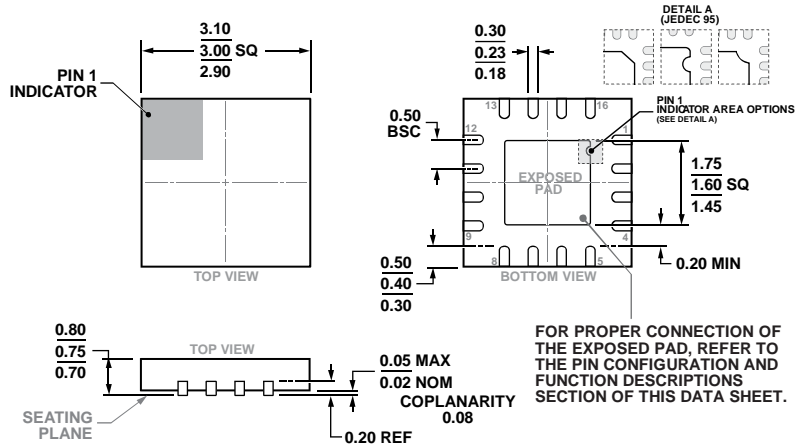 3.10
3.00 SQ
2.90
PIN 1
INDICATOR
TOP VIEW
0.30
0.23
0.18
DETAIL A
(JEDEC 95)
PIN 1
INDICATOR AREA OPTIONS
(SEE DETAIL A)
0.50
BSC
13
16
12
1
EXPOSED
PAD
9
4
8
5
BOTTOM VIEW
1.75
1.60 SQ
1.45
0.50
0.40
0.30
0.20 MIN
0.80
0.75
0.70
TOP VIEW
SEATING
PLANE
0.05 MAX
0.02 NOM
COPLANARITY
0.08
0.20 REF
FOR PROPER CONNECTION OF
THE EXPOSED PAD, REFER TO
THE PIN CONFIGURATION AND
FUNCTION DESCRIPTIONS
SECTION OF THIS DATA SHEET.